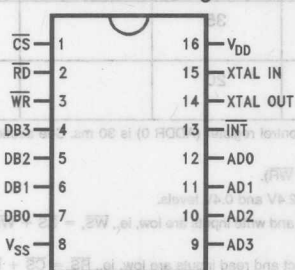 CS 1 16 VDD
RD 2 15 XTAL IN
WR 3 14 XTAL OUT
DB3 4 13 INT
DB2 5 12 AD0
DB1 6 11 AD1
DB0 7 10 AD2
VSS 8 9 AD3